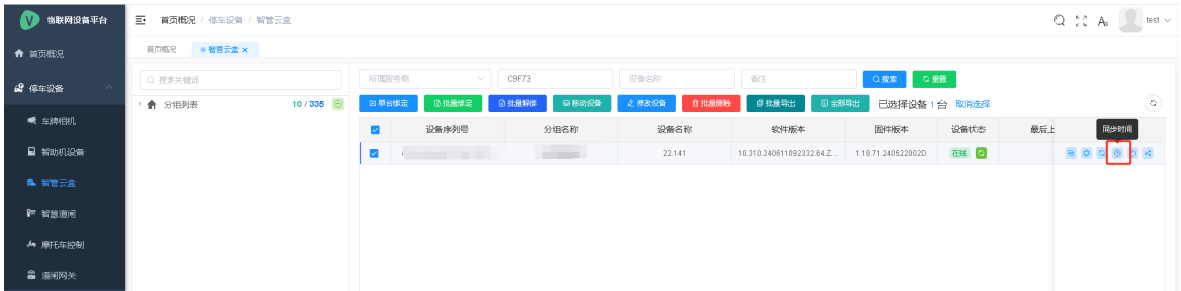 V 物联网设备平台
首页概况 / 停车设备 / 智管云盒
test
首页概况
智管云盒 ×
首页概况
停车设备
车牌相机
智助机设备
智管云盒
智慧道闸
摩托车控制
道闸网关
搜索关键词
分组列表 10 / 335
所属服务商 C9F73 设备名称 备注 搜索 重置
单台绑定 批量绑定 批量解绑 移动设备 修改设备 批量删除 批量导出 全部导出 已选择设备 1 台 取消选择
同步时间
设备序列号 分组名称 设备名称 软件版本 固件版本 设备状态 最后上
22.141 10.310.240611092332.64.Z... 1.18.71.240522002D 在线